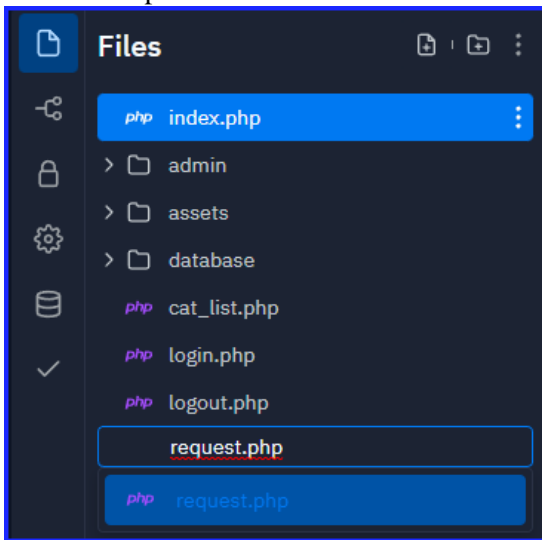 Files
php index.php
admin
assets
database
php cat_list.php
php login.php
php logout.php
request.php
php request.php